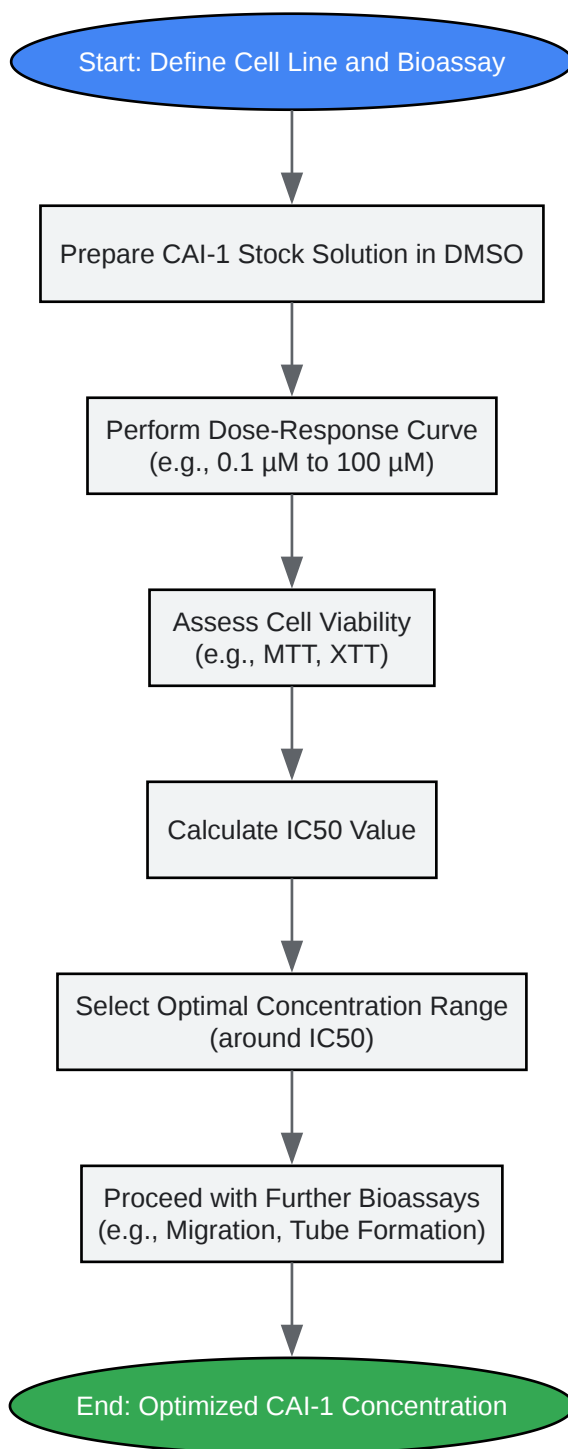 Start: Define Cell Line and Bioassay
Prepare CAI-1 Stock Solution in DMSO
Perform Dose-Response Curve
(e.g., 0.1 µM to 100 µM)
Assess Cell Viability
(e.g., MTT, XTT)
Calculate IC50 Value
Select Optimal Concentration Range
(around IC50)
Proceed with Further Bioassays
(e.g., Migration, Tube Formation)
End: Optimized CAI-1 Concentration